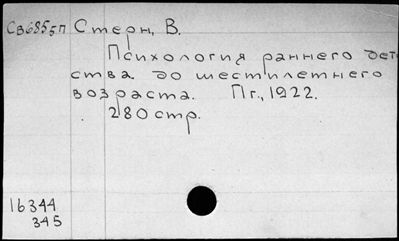 Св6855п Стерн, В.
Психология раннего дет-
ства до шестилетнего
возраста. Пг., 1922.
280 стр.
16344
345